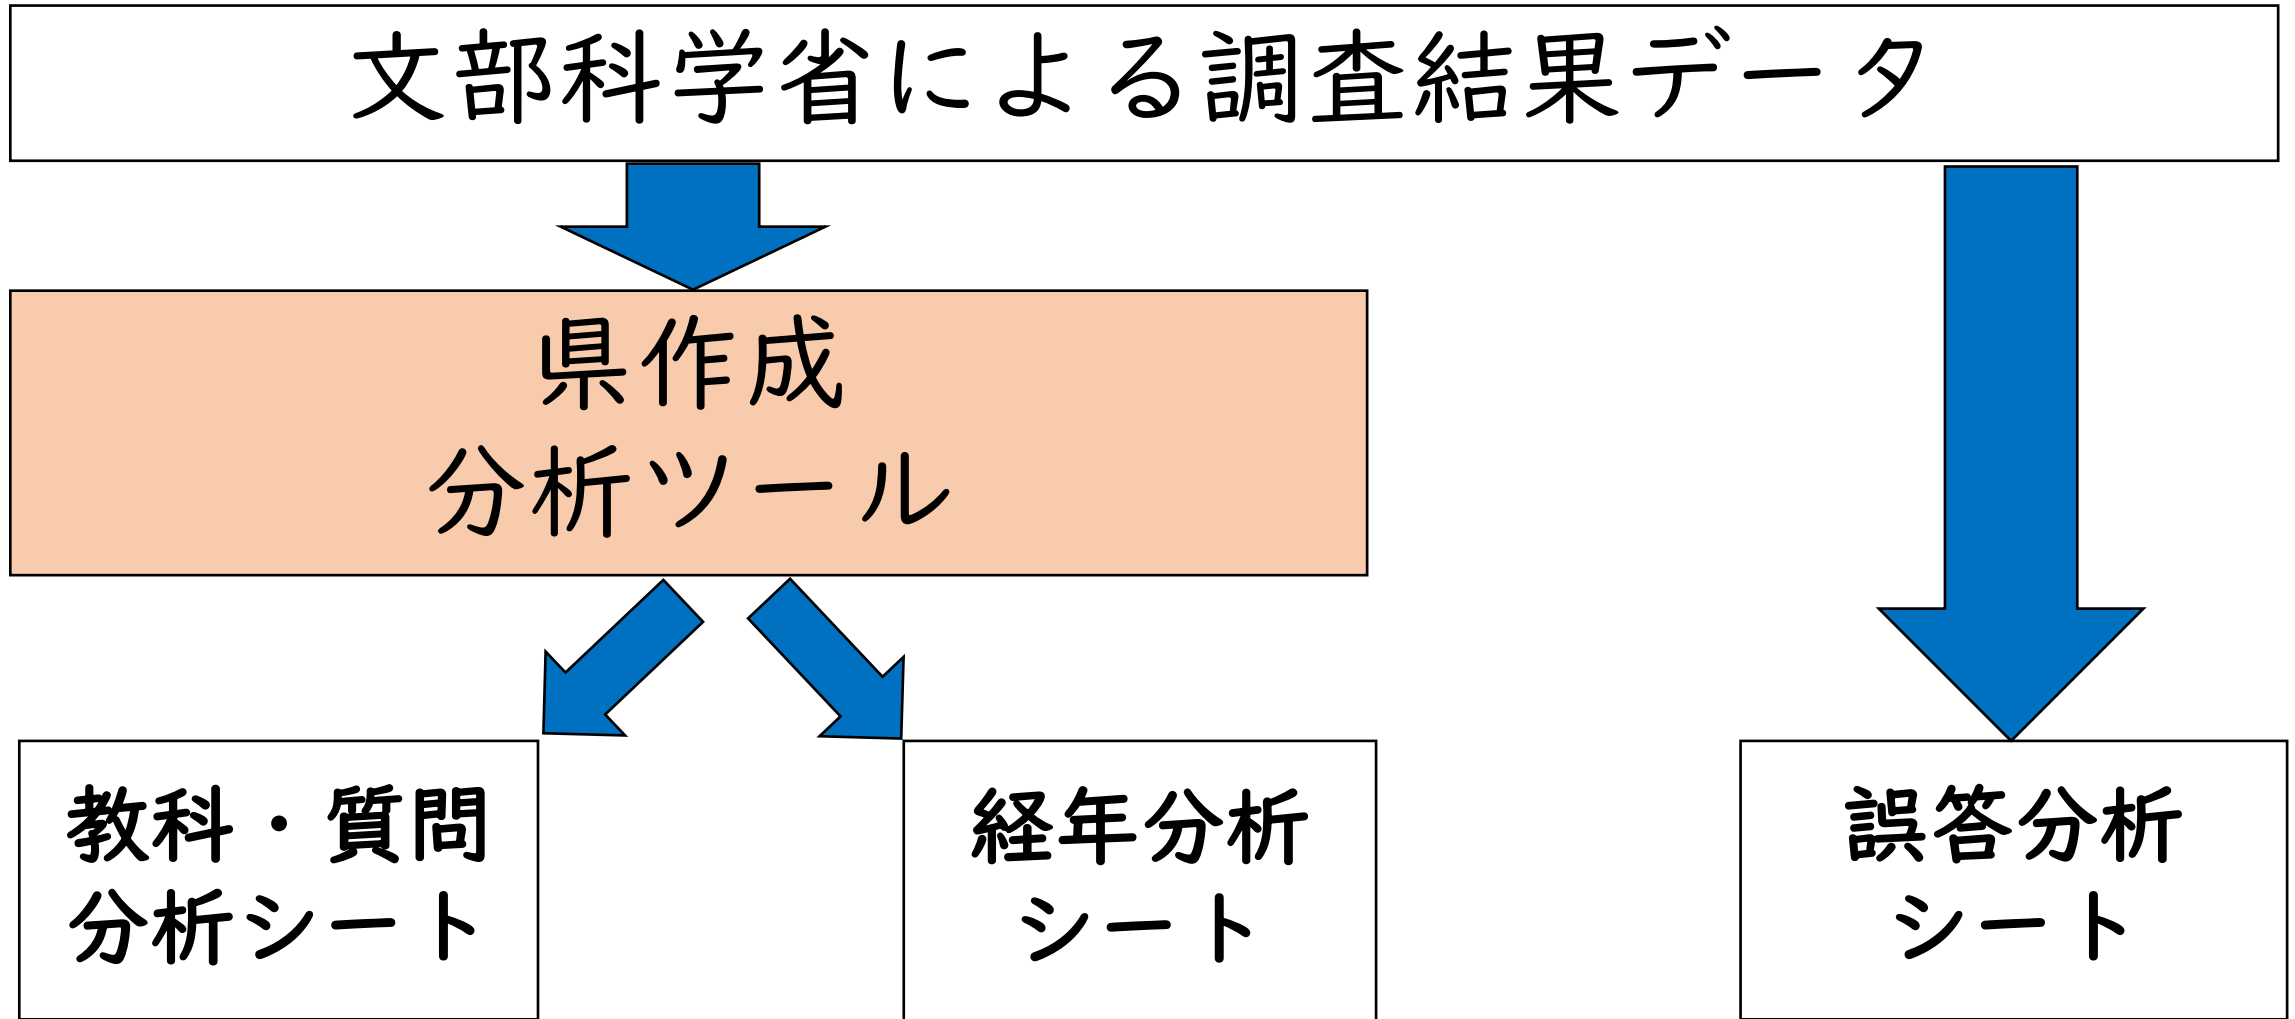 文部科学省による調査結果データ
県作成
分析ツール
教科・質問
分析シート
経年分析
シート
誤答分析
シート